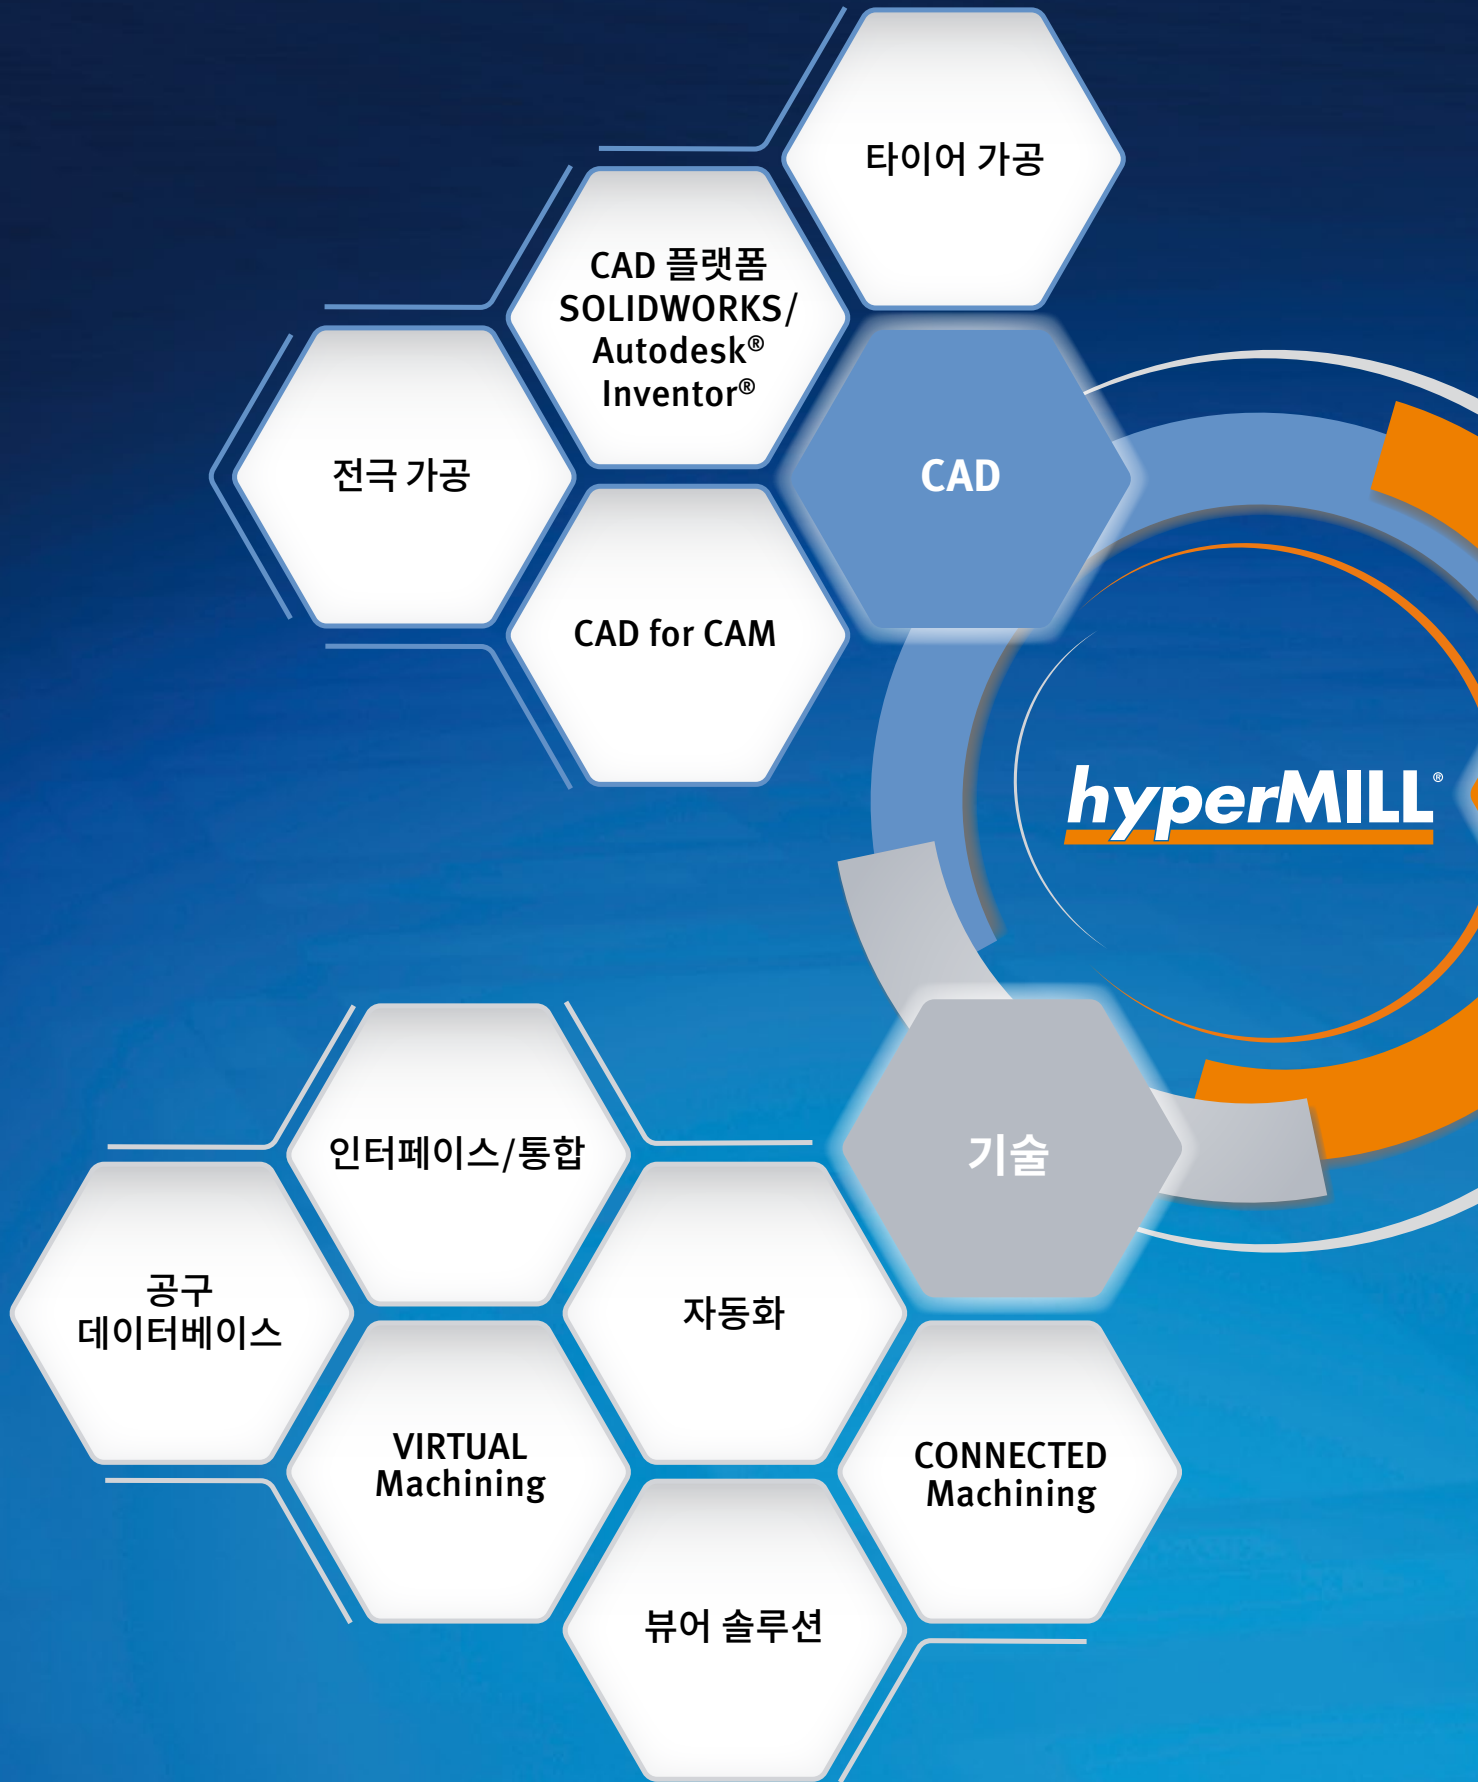 타이어 가공
CAD 플랫폼
SOLIDWORKS/
Autodesk®
Inventor®
전극 가공
CAD
CAD for CAM
hyperMILL®
인터페이스/통합
기술
공구
데이터베이스
자동화
VIRTUAL
Machining
CONNECTED
Machining
뷰어 솔루션